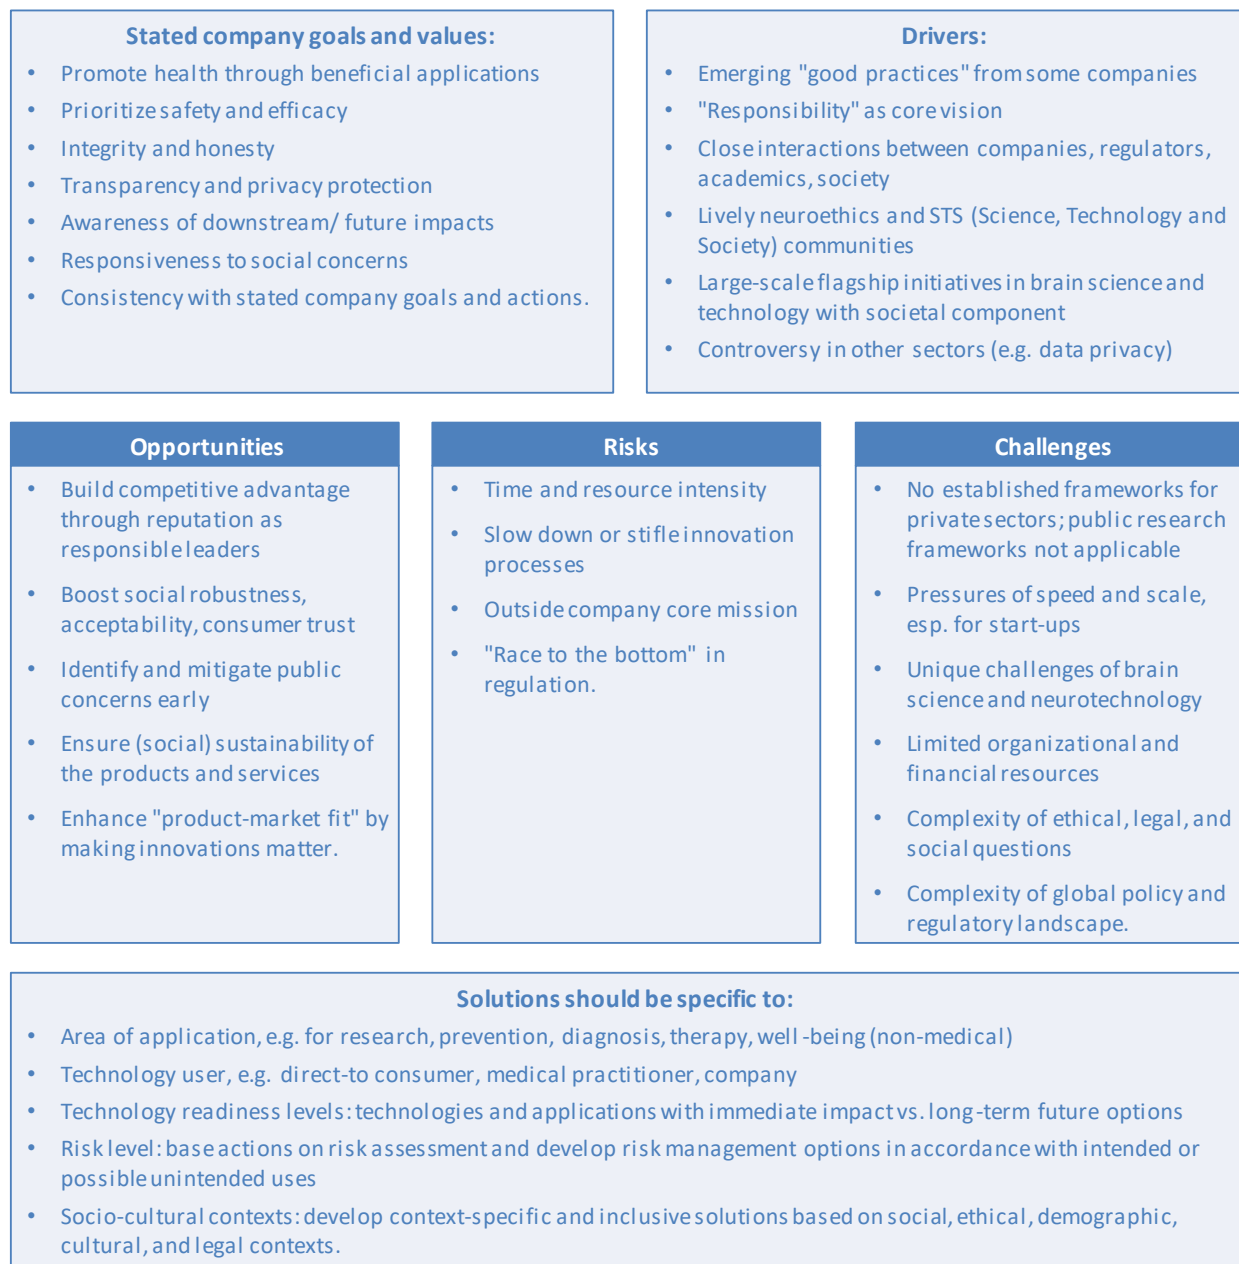 Stated company goals and values:
• Promote health through beneficial applications
• Prioritize safety and efficacy
• Integrity and honesty
• Transparency and privacy protection
• Awareness of downstream/ future impacts
• Responsiveness to social concerns
• Consistency with stated company goals and actions.
Drivers:
• Emerging "good practices" from some companies
• "Responsibility" as core vision
• Close interactions between companies, regulators,
academics, society
• Lively neuroethics and STS (Science, Technology and
Society) communities
• Large-scale flagship initiatives in brain science and
technology with societal component
• Controversy in other sectors (e.g. data privacy)
Opportunities
• Build competitive advantage
through reputation as
responsible leaders
• Boost social robustness,
acceptability, consumer trust
• Identify and mitigate public
concerns early
• Ensure (social) sustainability of
the products and services
• Enhance "product-market fit" by
making innovations matter.
Risks
• Time and resource intensity
• Slow down or stifle innovation
processes
• Outside company core mission
• "Race to the bottom" in
regulation.
Challenges
• No established frameworks for
private sectors; public research
frameworks not applicable
• Pressures of speed and scale,
esp. for start-ups
• Unique challenges of brain
science and neurotechnology
• Limited organizational and
financial resources
• Complexity of ethical, legal, and
social questions
• Complexity of global policy and
regulatory landscape.
Solutions should be specific to:
• Area of application, e.g. for research, prevention, diagnosis, therapy, well-being (non-medical)
• Technology user, e.g. direct-to consumer, medical practitioner, company
• Technology readiness levels: technologies and applications with immediate impact vs. long-term future options
• Risk level: base actions on risk assessment and develop risk management options in accordance with intended or
possible unintended uses
• Socio-cultural contexts: develop context-specific and inclusive solutions based on social, ethical, demographic,
cultural, and legal contexts.